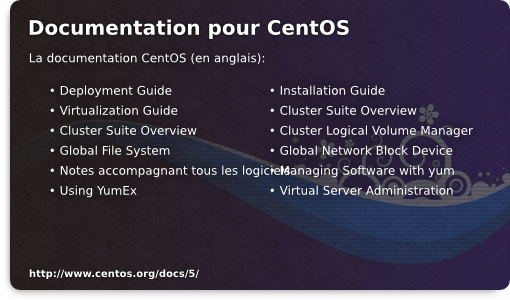 Documentation pour CentOS
La documentation CentOS (en anglais):
• Deployment Guide
• Virtualization Guide
• Cluster Suite Overview
• Global File System
• Notes accompagnant tous les logiciels
• Using YumEx
• Installation Guide
• Cluster Suite Overview
• Cluster Logical Volume Manager
• Global Network Block Device
• Managing Software with yum
• Virtual Server Administration
http://www.centos.org/docs/5/